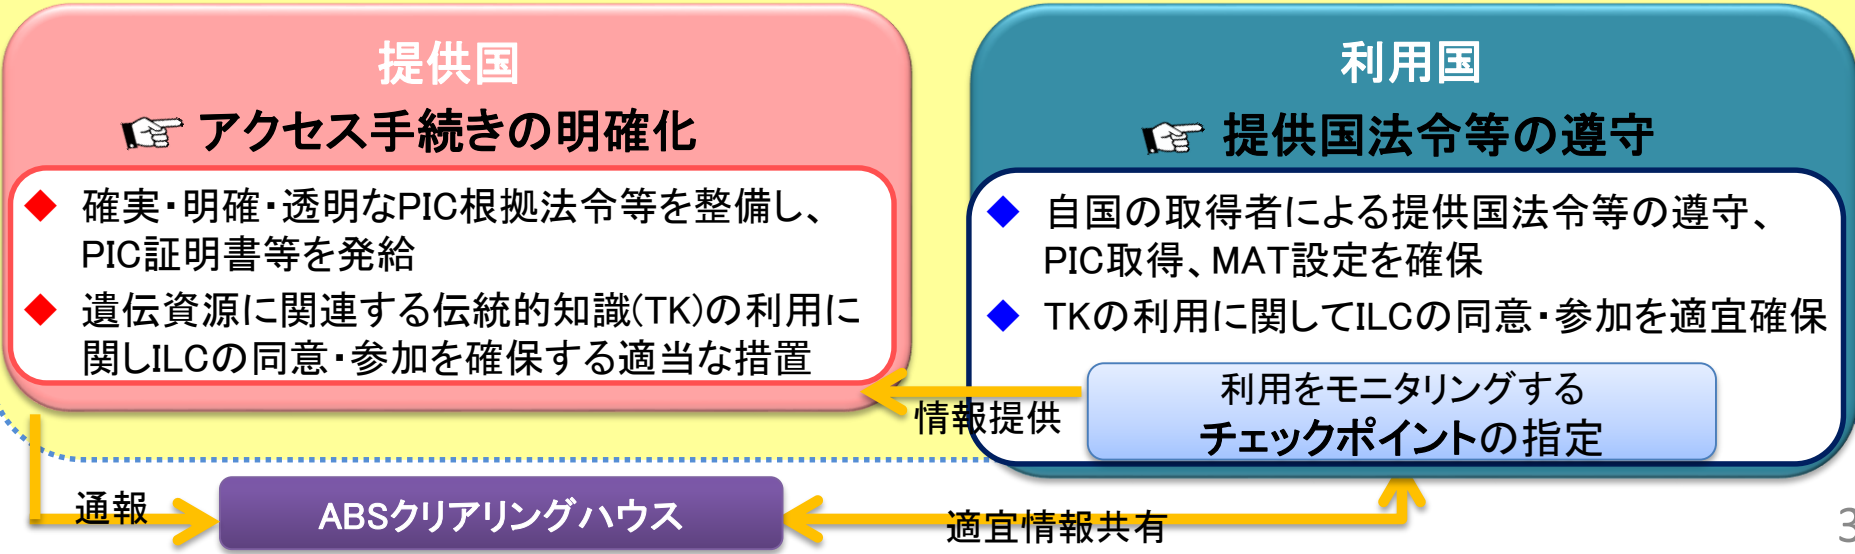 提供国
☞ アクセス手続きの明確化
◆ 確実・明確・透明なPIC根拠法令等を整備し、
PIC証明書等を発給
◆ 遺伝資源に関連する伝統的知識(TK)の利用に
関しILCの同意・参加を確保する適当な措置
利用国
☞ 提供国法令等の遵守
◆ 自国の取得者による提供国法令等の遵守、
PIC取得、MAT設定を確保
◆ TKの利用に関してILCの同意・参加を適宜確保
利用をモニタリングする
チェックポイントの指定
情報提供
通報
ABSクリアリングハウス
適宜情報共有
3